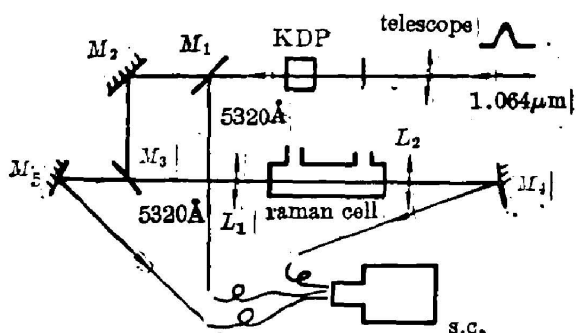 telescope
M₂
M₁
KDP
1.064μm
5320Å
M₅
M₃
L₂
M₄
5320Å
L₁
raman cell
s.c.